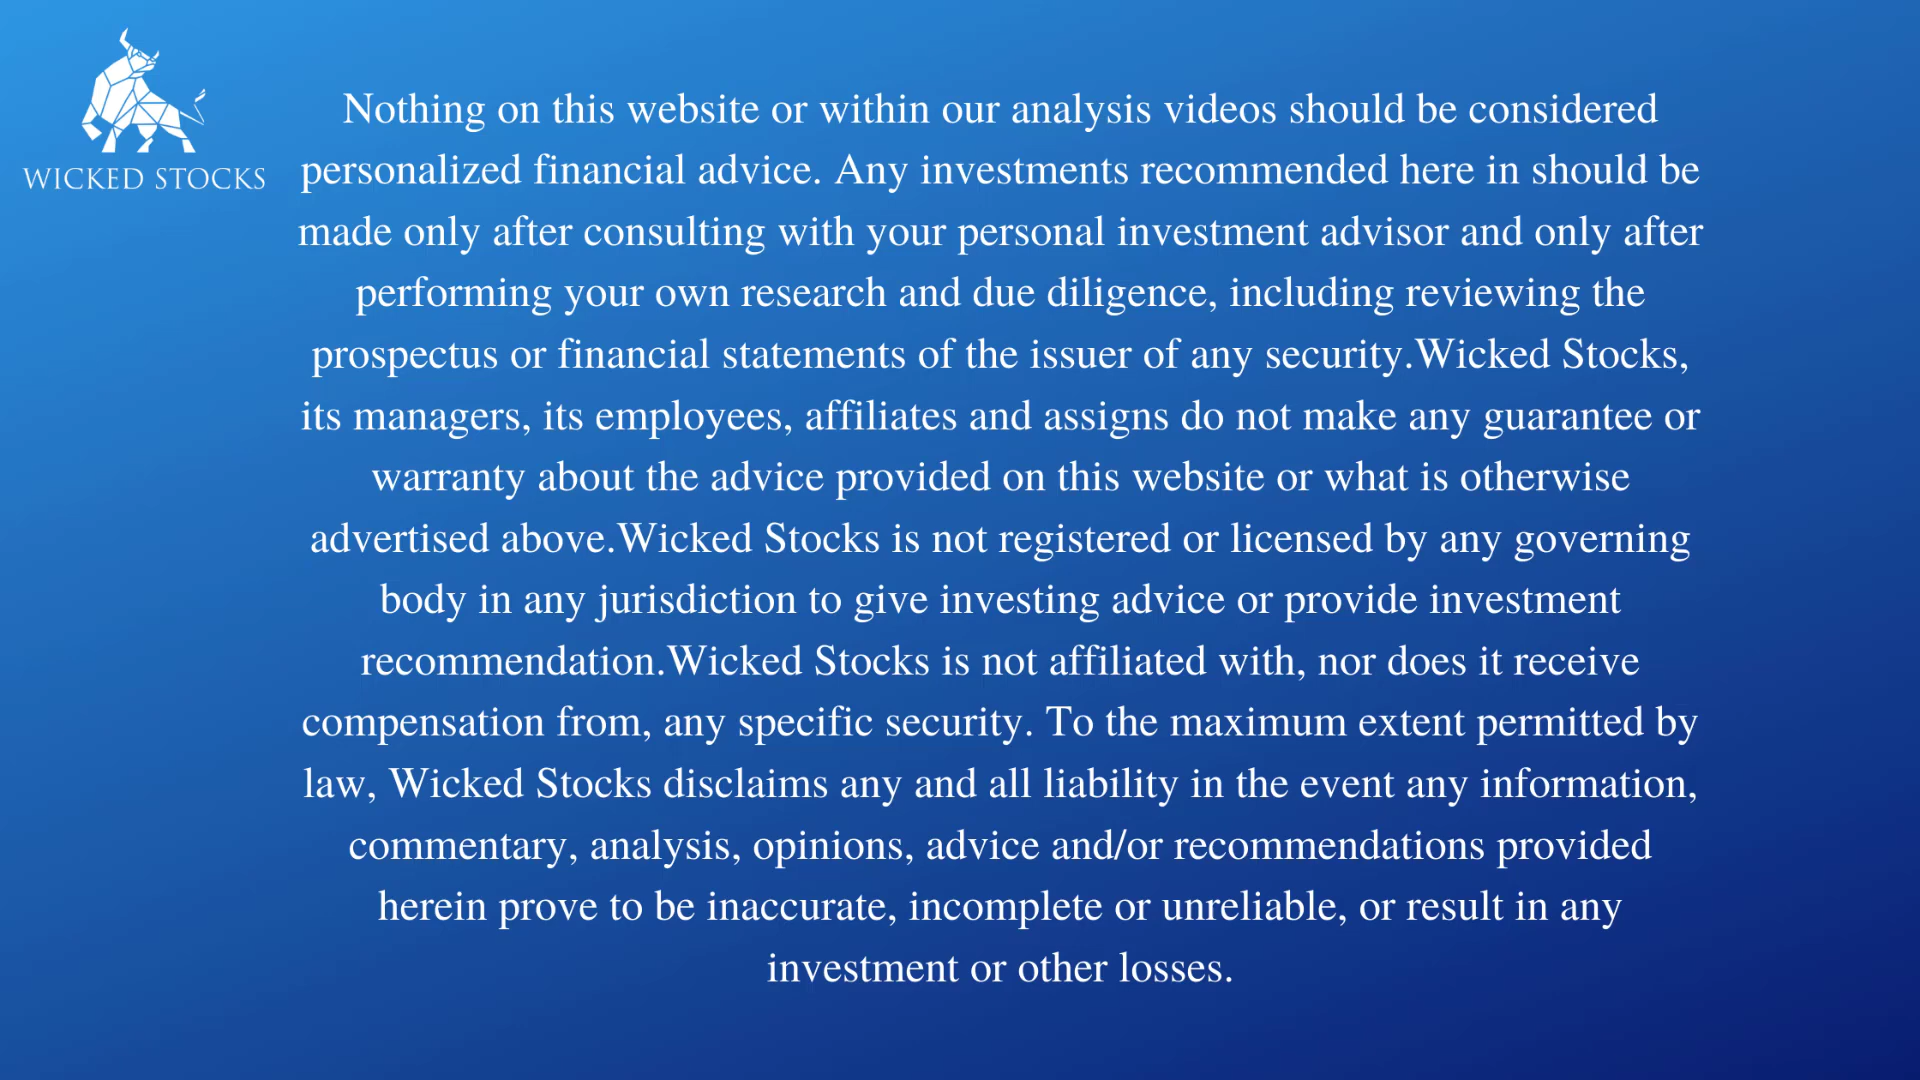 WICKED STOCKS
Nothing on this website or within our analysis videos should be considered
personalized financial advice. Any investments recommended here in should be
made only after consulting with your personal investment advisor and only after
performing your own research and due diligence, including reviewing the
prospectus or financial statements of the issuer of any security.Wicked Stocks,
its managers, its employees, affiliates and assigns do not make any guarantee or
warranty about the advice provided on this website or what is otherwise
advertised above.Wicked Stocks is not registered or licensed by any governing
body in any jurisdiction to give investing advice or provide investment
recommendation.Wicked Stocks is not affiliated with, nor does it receive
compensation from, any specific security. To the maximum extent permitted by
law, Wicked Stocks disclaims any and all liability in the event any information,
commentary, analysis, opinions, advice and/or recommendations provided
herein prove to be inaccurate, incomplete or unreliable, or result in any
investment or other losses.